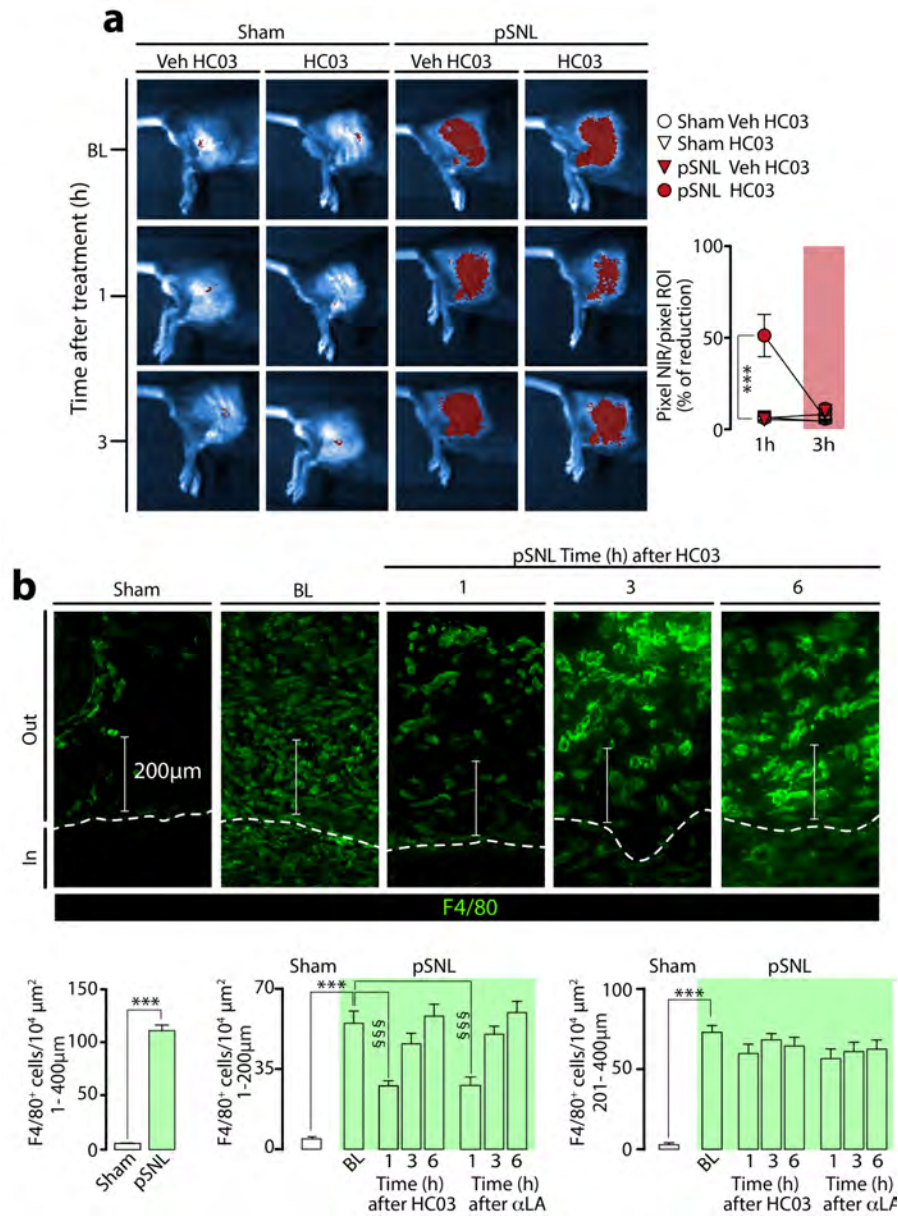 a
Sham pSNL
Veh HC03 HC03 Veh HC03 HC03
Time after treatment (h)
BL
1
3
Sham Veh HC03
Sham HC03
pSNL Veh HC03
pSNL HC03
Pixel NIR/pixel ROI
(% of reduction)
100
50
0
***
1h 3h
b
pSNL Time (h) after HC03
Sham BL 1 3 6
Out
In
200µm
F4/80
F4/80⁺ cells/10⁴ µm²
1-400µm
150
100
50
0
***
Sham
pSNL
F4/80⁺ cells/10⁴ µm²
1-200µm
Sham pSNL
70
35
0
***
§§§
§§§
BL 1 3 6 1 3 6
Time (h) Time (h)
after HC03 after αLA
F4/80⁺ cells/10⁴ µm²
201-400µm
Sham pSNL
100
50
0
***
BL 1 3 6 1 3 6
Time (h) Time (h)
after HC03 after αLA